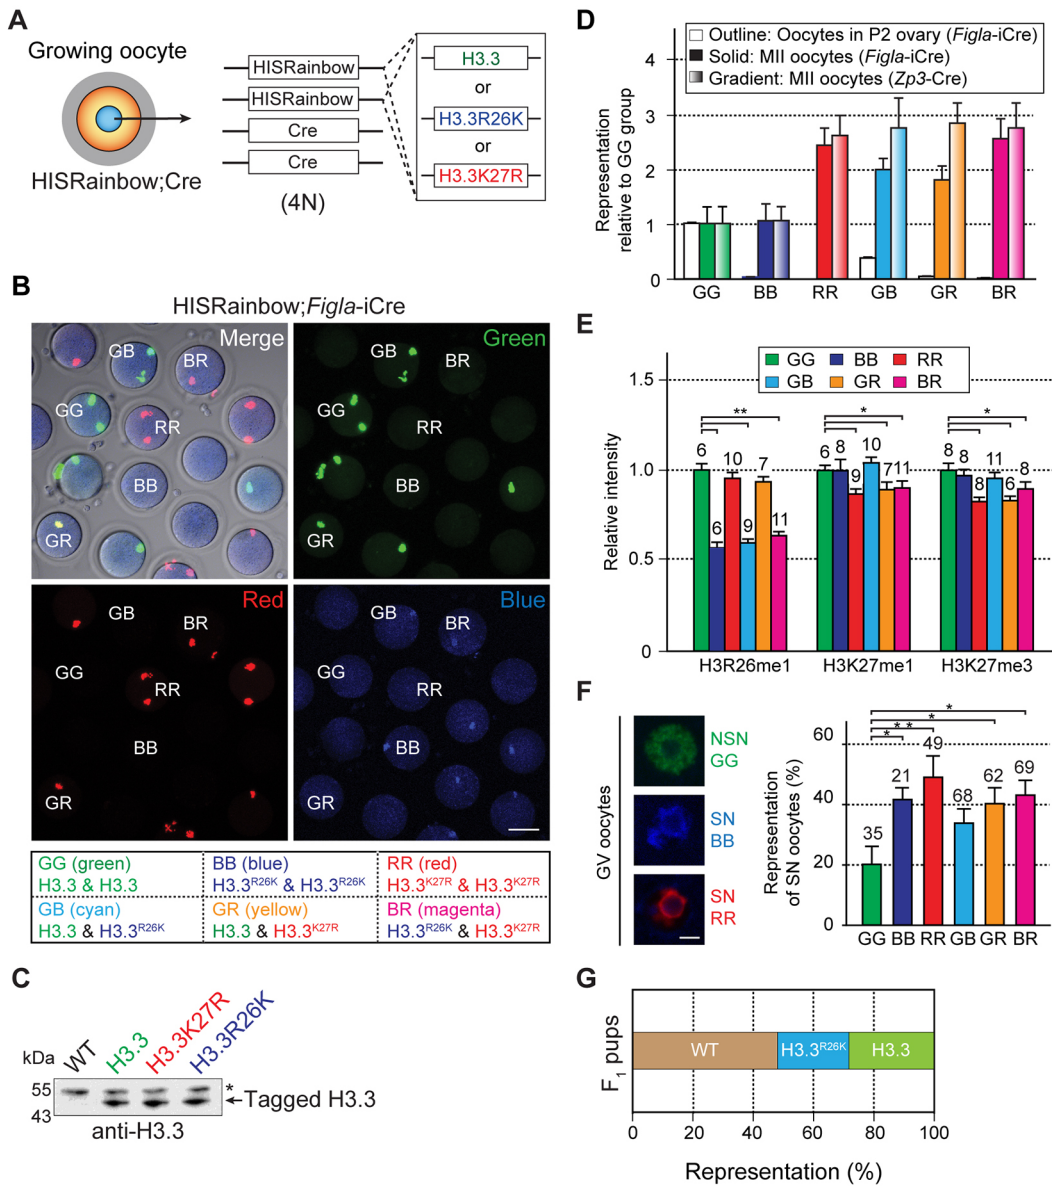 A
Growing oocyte
HISRainbow;Cre
HISRainbow
HISRainbow
Cre
Cre
(4N)
H3.3
or
H3.3R26K
or
H3.3K27R
B
HISRainbow;Figla-iCre
Merge
GB
BR
GG
RR
BB
GR
Green
GB
BR
GG
RR
BB
GR
Red
GB
BR
GG
RR
BB
GR
Blue
GB
BR
GG
RR
BB
GR
GG (green)
H3.3 & H3.3
BB (blue)
H3.3R26K & H3.3R26K
RR (red)
H3.3K27R & H3.3K27R
GB (cyan)
H3.3 & H3.3R26K
GR (yellow)
H3.3 & H3.3K27R
BR (magenta)
H3.3R26K & H3.3K27R
C
kDa
WT
H3.3
H3.3K27R
H3.3R26K
55
43
*
Tagged H3.3
anti-H3.3
D
Outline: Oocytes in P2 ovary (Figla-iCre)
Solid: MII oocytes (Figla-iCre)
Gradient: MII oocytes (Zp3-Cre)
Representation
relative to GG group
4
3
2
1
0
GG BB RR GB GR BR
E
GG BB RR
GB GR BR
Relative intensity
1.5
1.0
0.5
0
**
6 6 10 9 7 11
*
6 8 9 10 7 11
*
8 8 8 11 6 8
H3R26me1 H3K27me1 H3K27me3
F
GV oocytes
NSN
GG
SN
BB
SN
RR
Representation
of SN oocytes (%)
60
40
20
0
*
*
**
*
35 21 49 68 62 69
GG BB RR GB GR BR
G
F1 pups
WT H3.3R26K H3.3
0 20 40 60 80 100
Representation (%)